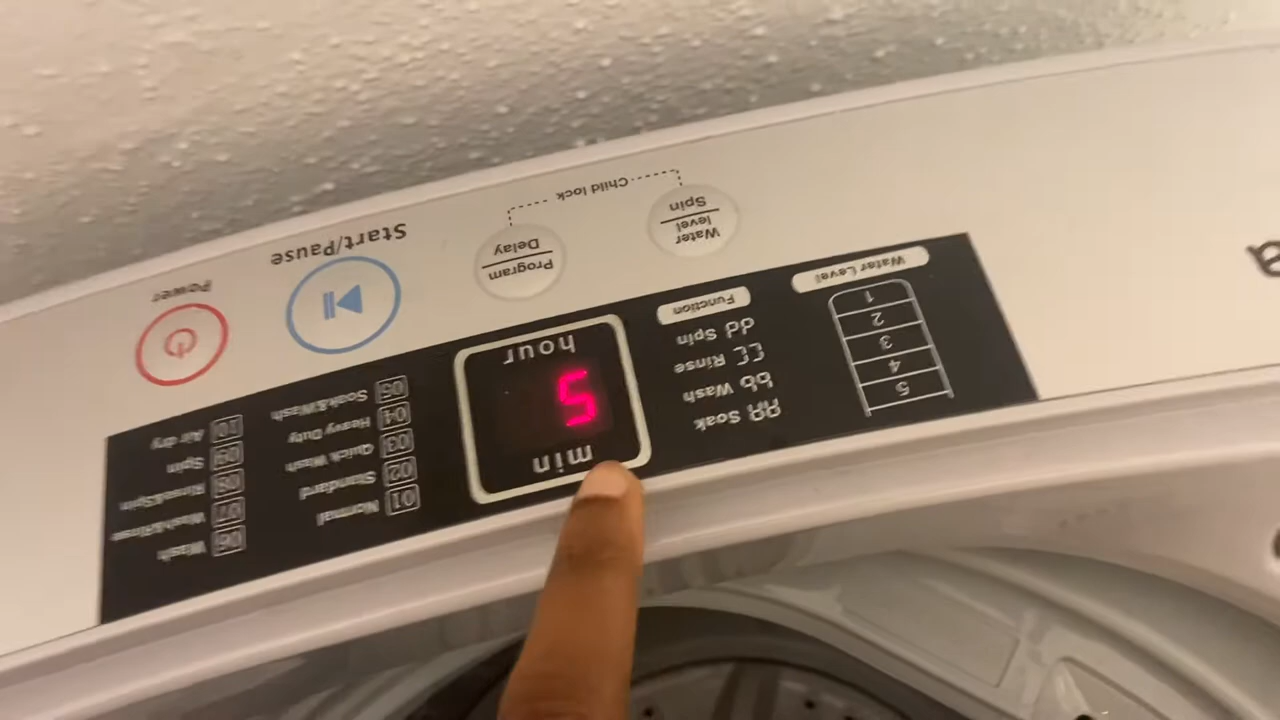 5
4
3
2
1
Water Level
AA Soak
bb Wash
CC Rinse
dd Spin
Function
min
5
hour
01 Normal
02 Standard
03 Quick Wash
04 Heavy Duty
05 Soak&Wash
06 Wash
07 Wash&Rinse
08 Rinse&Spin
09 Spin
10 Air dry
Water level
Spin
Program
Delay
Child lock
Start/Pause
Power